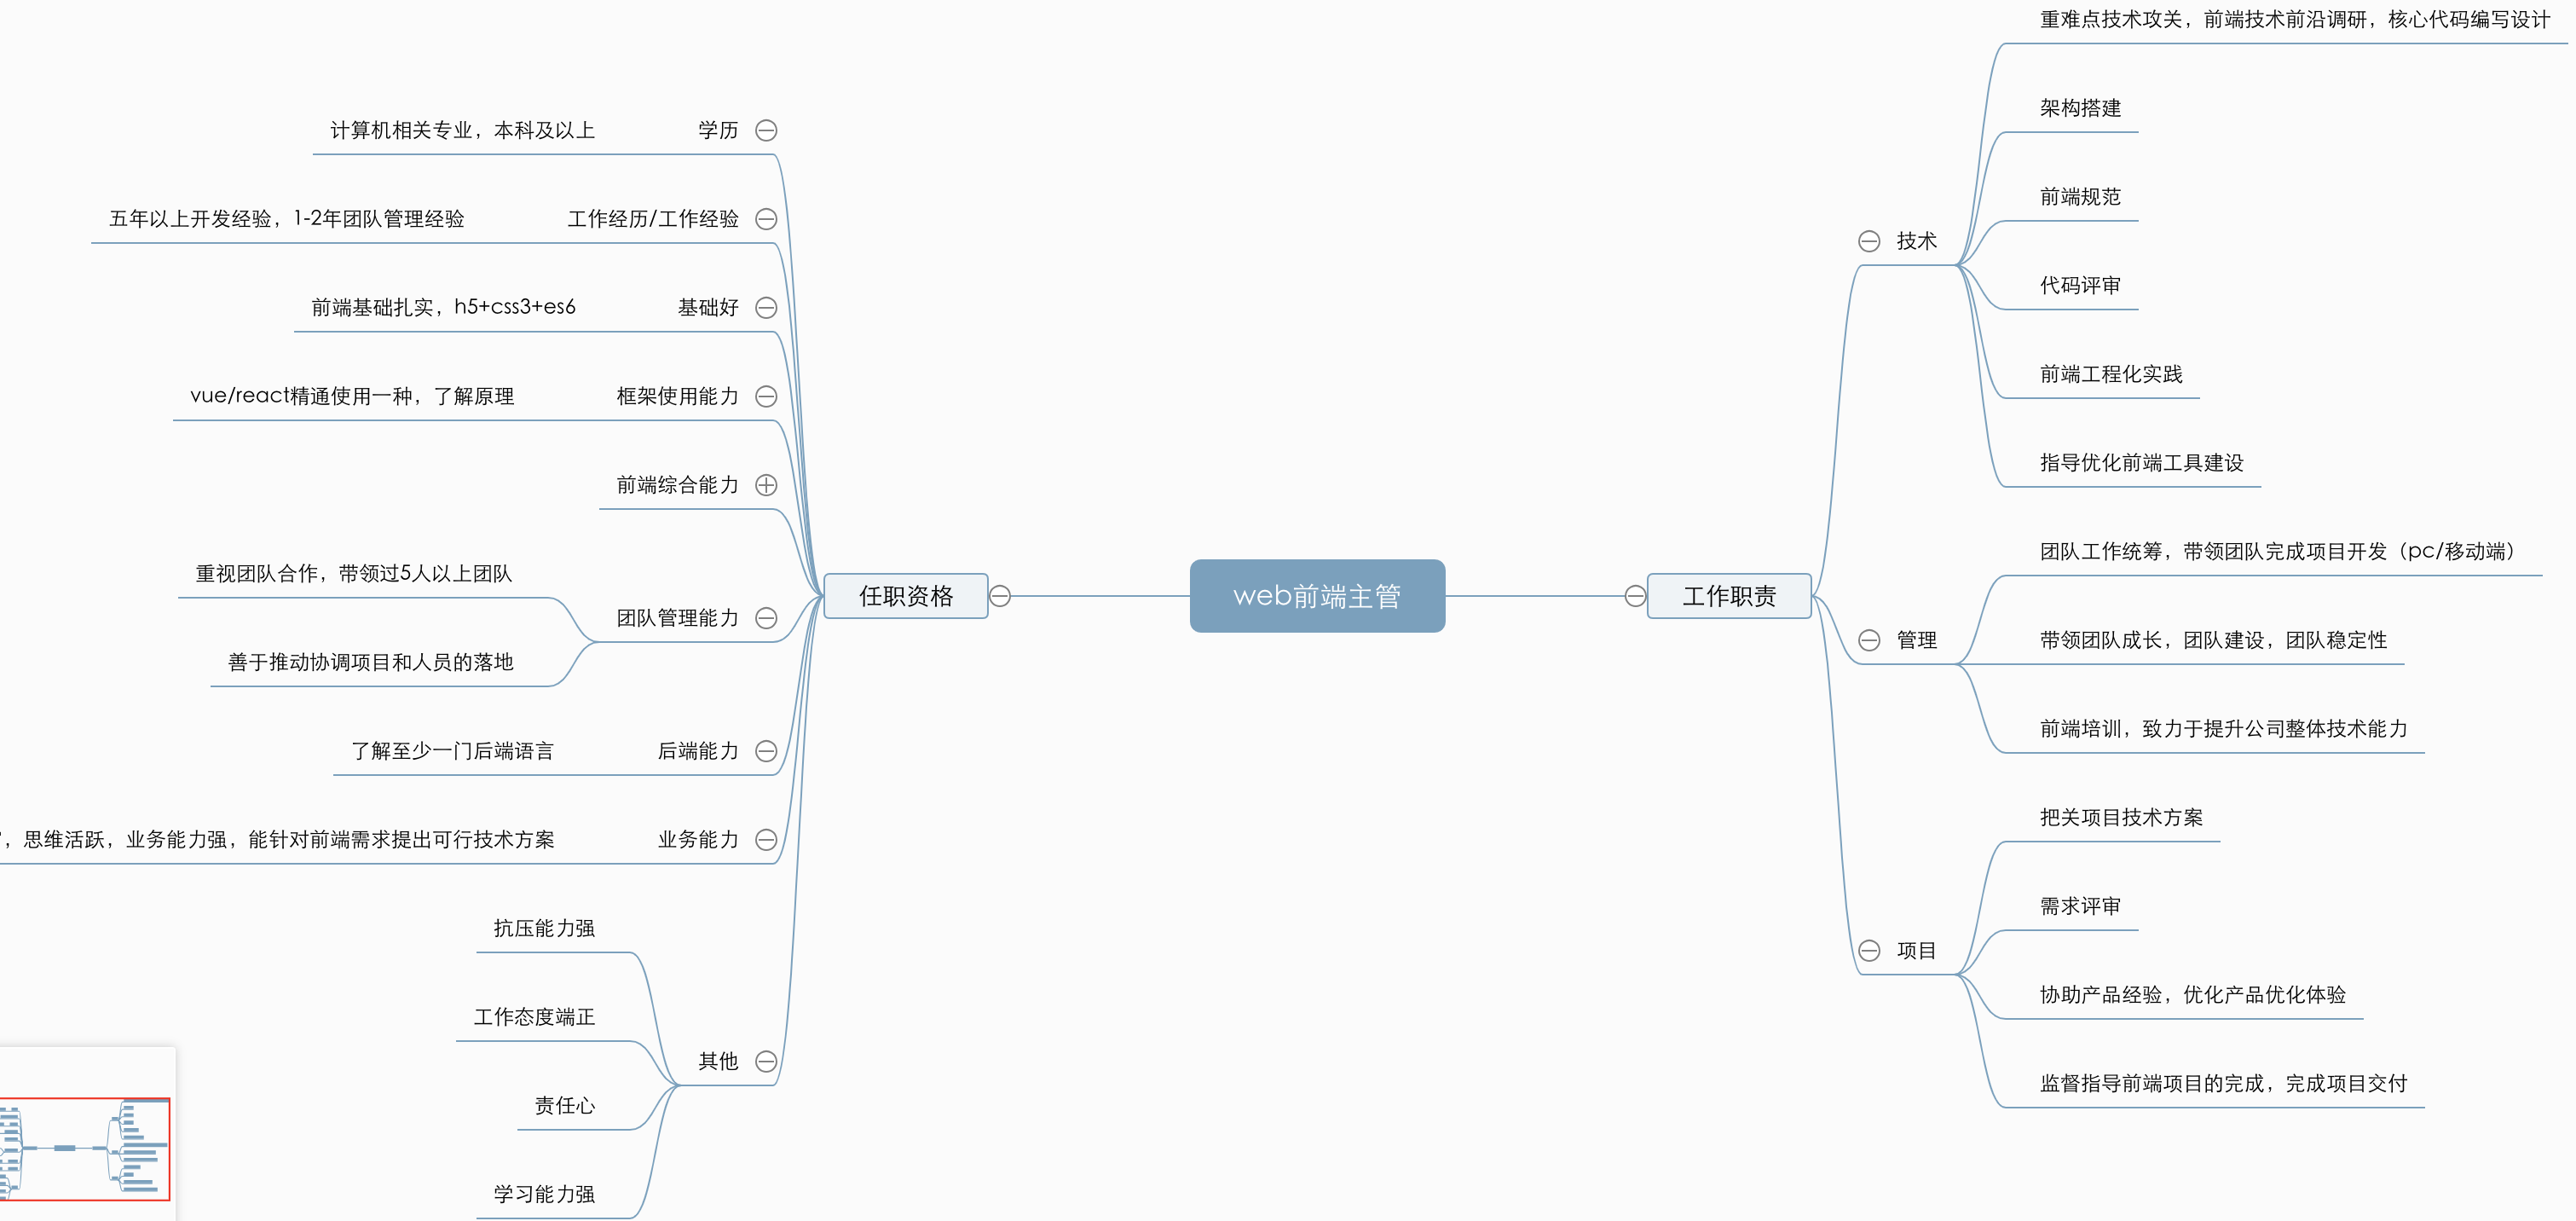 web前端主管
任职资格
学历
计算机相关专业，本科及以上
工作经历/工作经验
五年以上开发经验，1-2年团队管理经验
基础好
前端基础扎实，h5+css3+es6
框架使用能力
vue/react精通使用一种，了解原理
前端综合能力
团队管理能力
重视团队合作，带领过5人以上团队
善于推动协调项目和人员的落地
后端能力
了解至少一门后端语言
业务能力
，思维活跃，业务能力强，能针对前端需求提出可行技术方案
其他
抗压能力强
工作态度端正
责任心
学习能力强
工作职责
技术
重难点技术攻关，前端技术前沿调研，核心代码编写设计
架构搭建
前端规范
代码评审
前端工程化实践
指导优化前端工具建设
管理
团队工作统筹，带领团队完成项目开发（pc/移动端）
带领团队成长，团队建设，团队稳定性
前端培训，致力于提升公司整体技术能力
项目
把关项目技术方案
需求评审
协助产品经验，优化产品优化体验
监督指导前端项目的完成，完成项目交付